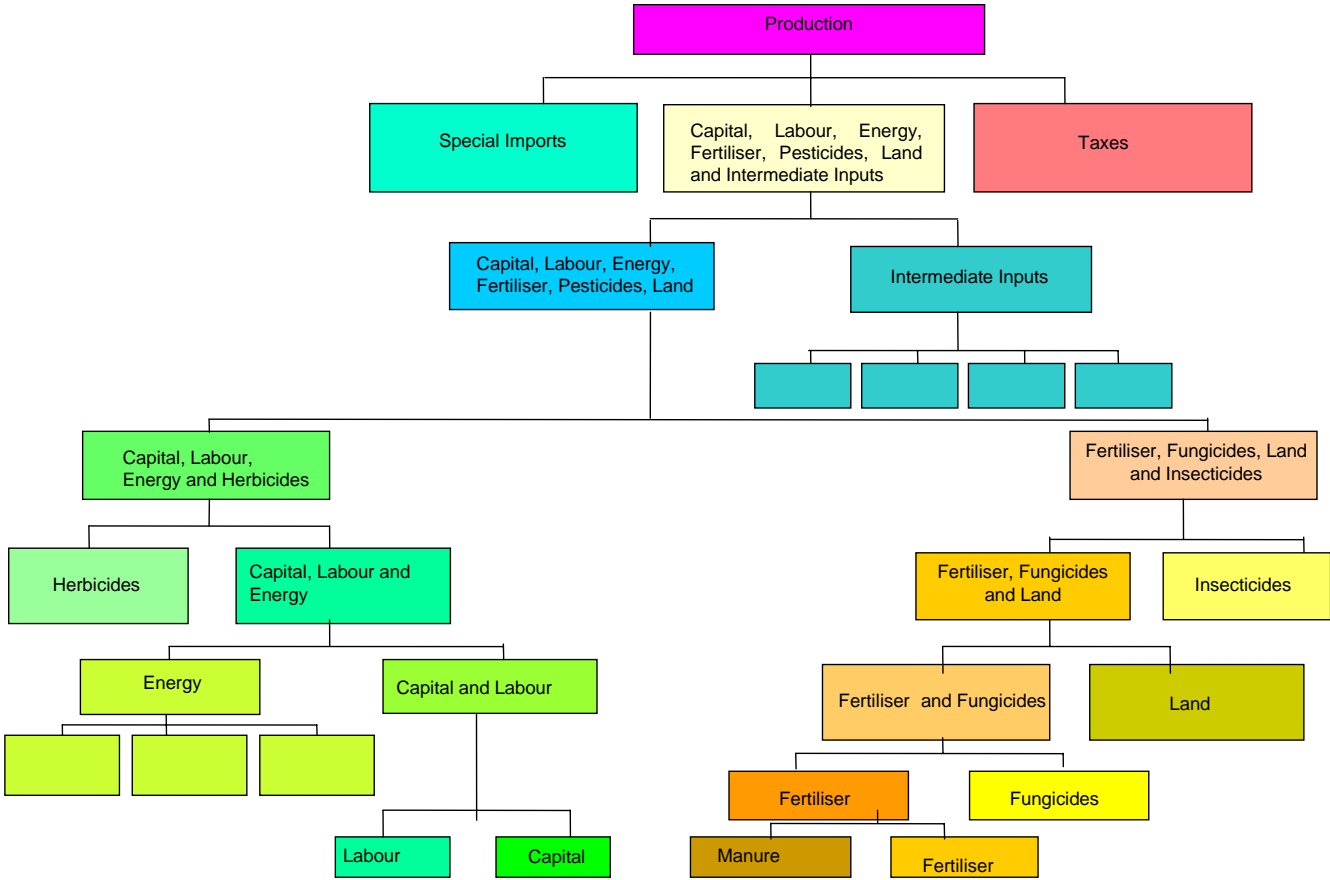 Production
Special Imports
Capital, Labour, Energy,
Fertiliser, Pesticides, Land
and Intermediate Inputs
Taxes
Capital, Labour, Energy,
Fertiliser, Pesticides, Land
Intermediate Inputs
Capital, Labour,
Energy and Herbicides
Fertiliser, Fungicides, Land
and Insecticides
Herbicides
Capital, Labour and
Energy
Fertiliser, Fungicides
and Land
Insecticides
Energy
Capital and Labour
Fertiliser and Fungicides
Land
Fertiliser
Fungicides
Labour
Capital
Manure
Fertiliser